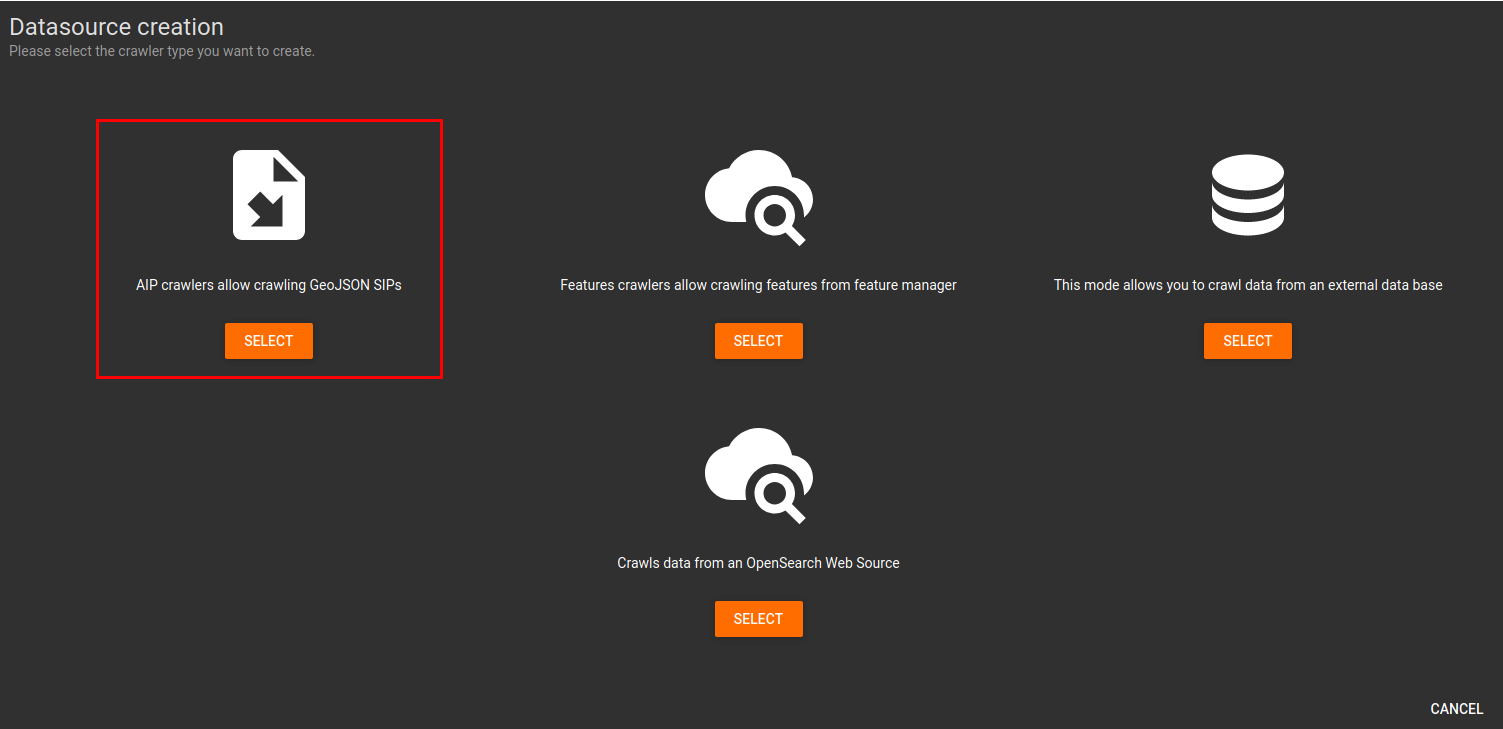 Datasource creation
Please select the crawler type you want to create.
AIP crawlers allow crawling GeoJSON SIPs
SELECT
Features crawlers allow crawling features from feature manager
SELECT
This mode allows you to crawl data from an external data base
SELECT
Crawls data from an OpenSearch Web Source
SELECT
CANCEL